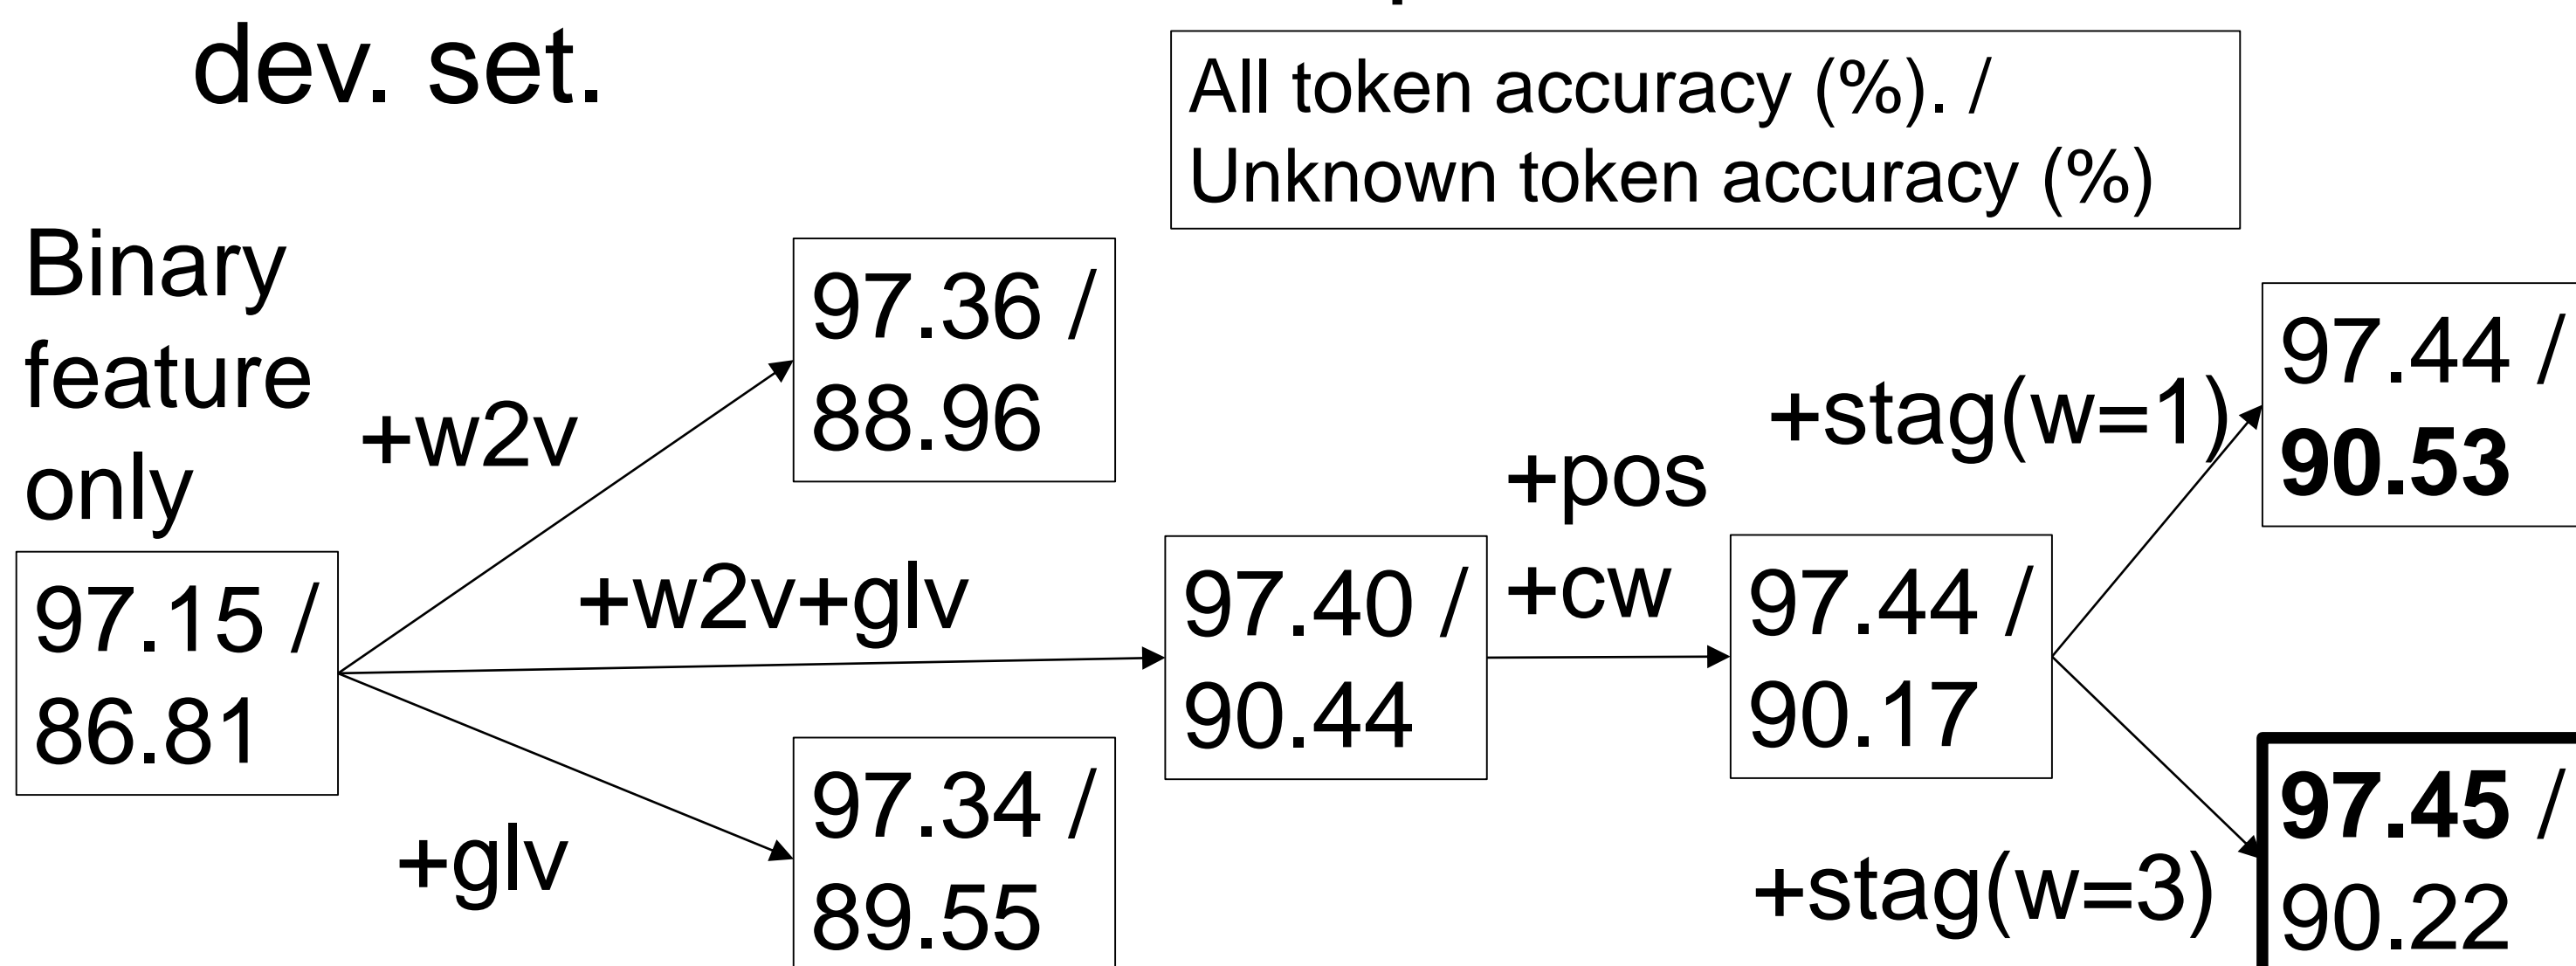 dev. set.
All token accuracy (%). /
Unknown token accuracy (%)
Binary
feature
only
97.15 /
86.81
+w2v
97.36 /
88.96
+w2v+glv
97.40 /
90.44
+glv
97.34 /
89.55
+pos
+cw
97.44 /
90.17
+stag(w=1)
97.44 /
90.53
+stag(w=3)
97.45 /
90.22